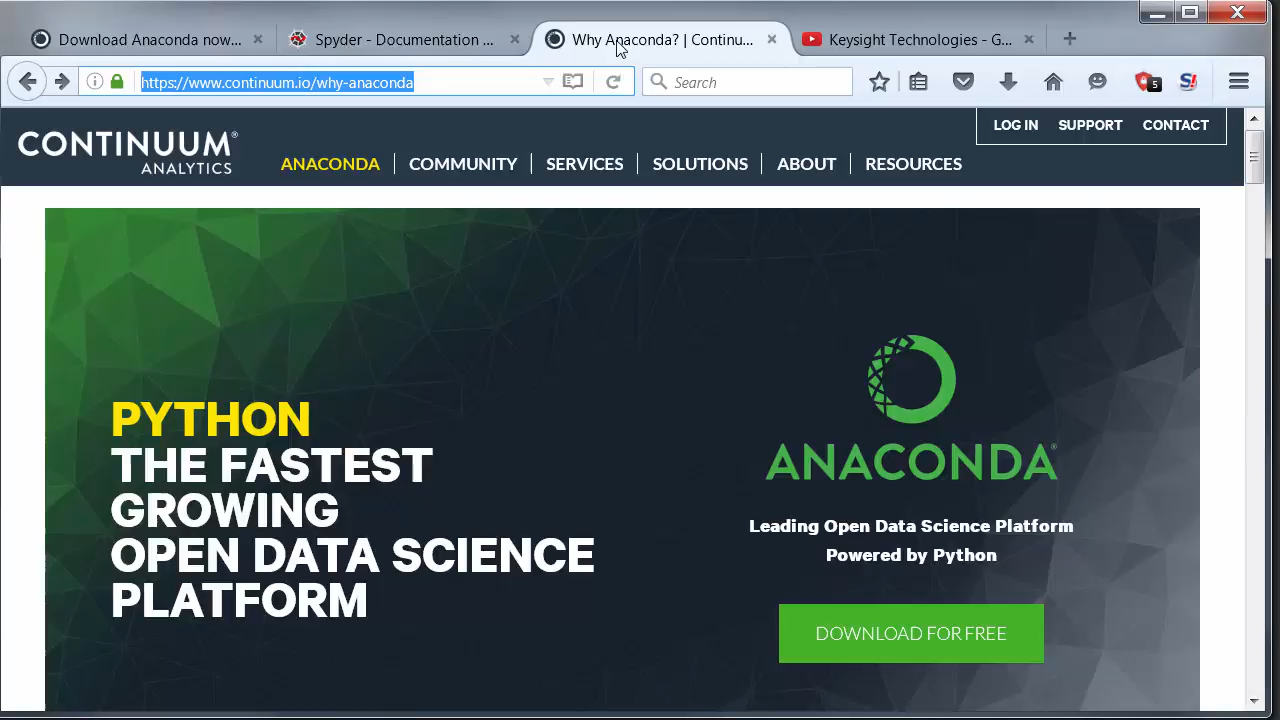 Download Anaconda now...
Spyder - Documentation ...
Why Anaconda? | Continu...
Keysight Technologies - G...
https://www.continuum.io/why-anaconda
Search
5
S!
LOG IN
SUPPORT
CONTACT
CONTINUUM®
ANALYTICS
ANACONDA
COMMUNITY
SERVICES
SOLUTIONS
ABOUT
RESOURCES
PYTHON
THE FASTEST
GROWING
OPEN DATA SCIENCE
PLATFORM
ANACONDA®
Leading Open Data Science Platform
Powered by Python
DOWNLOAD FOR FREE